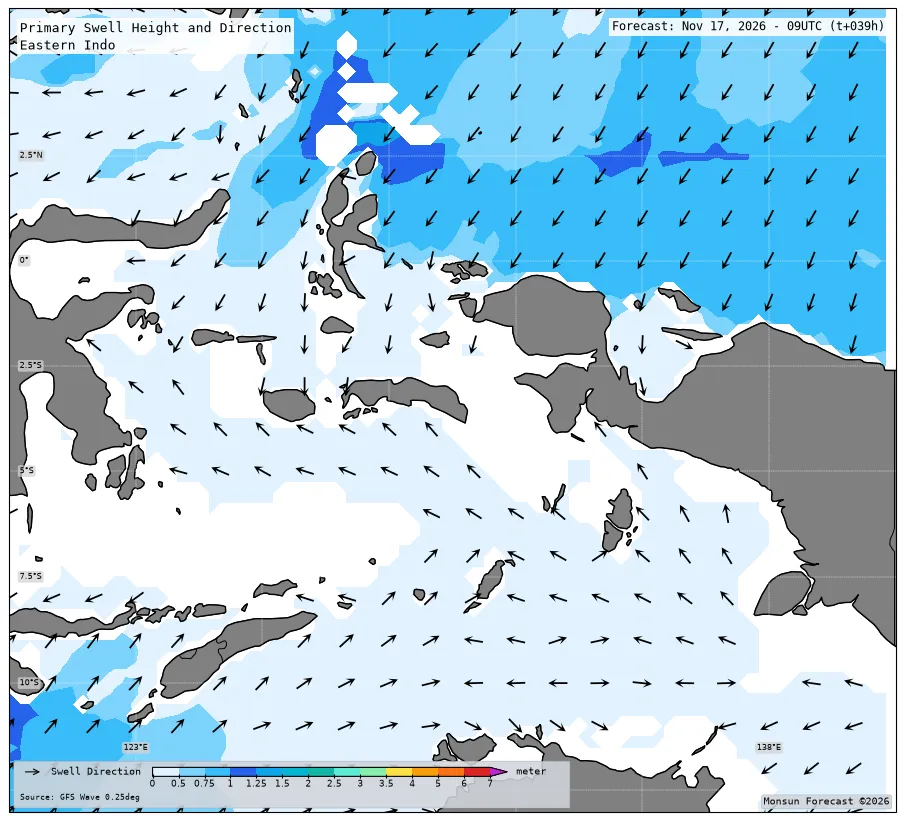 Primary Swell Height and Direction
Eastern Indo
Forecast: Nov 17, 2026 - 09UTC (t+039h)
2.5°N
0°
2.5°S
5°S
7.5°S
10°S
123°E
138°E
Swell Direction
0 0.5 0.75 1 1.25 1.5 2 2.5 3 3.5 4 5 6 7
meter
Source: GFS Wave 0.25deg
Monsun Forecast ©2026